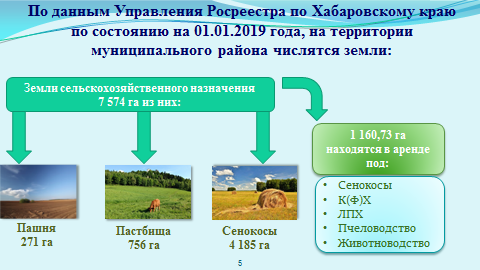 По данным Управления Росреестра по Хабаровскому краю
по состоянию на 01.01.2019 года, на территории
муниципального района числятся земли:
Земли сельскохозяйственного назначения
7 574 га из них:
1 160,73 га
находятся в аренде
под:
• Сенокосы
• К(Ф)Х
• ЛПХ
• Пчеловодство
• Животноводство
Пашня
271 га
Пастбища
756 га
Сенокосы
4 185 га
5